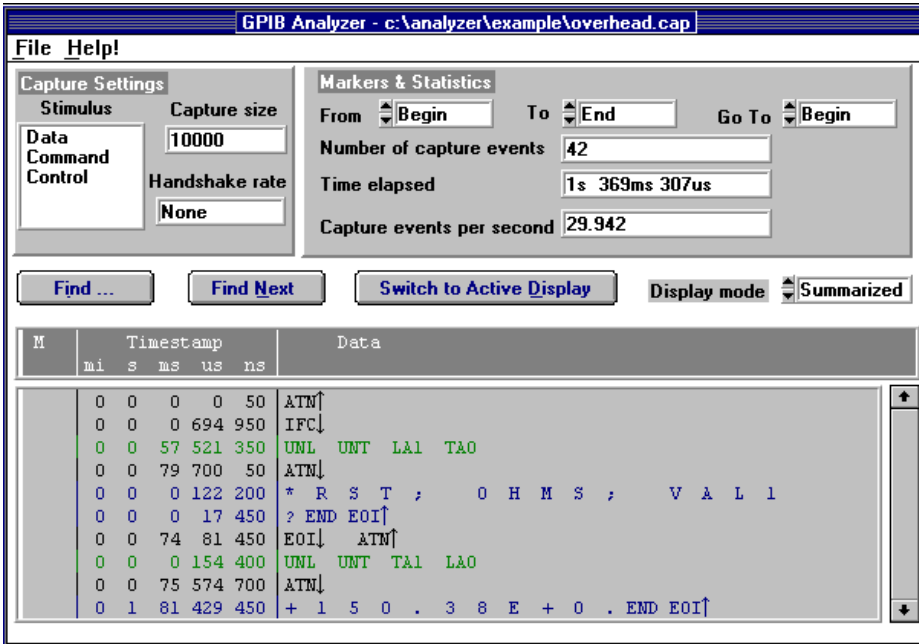 GPIB Analyzer - c:\analyzer\example\overhead.cap
File Help!
Capture Settings
Stimulus
Data
Command
Control
Capture size
10000
Handshake rate
None
Markers & Statistics
From Begin To End Go To Begin
Number of capture events 42
Time elapsed 1s 369ms 307us
Capture events per second 29.942
Find ... Find Next Switch to Active Display Display mode Summarized
M Timestamp Data
mi s ms us ns
0 0 0 0 50 ATN↑
0 0 0 694 950 IFC↓
0 0 57 521 350 UNL UNT LA1 TA0
0 0 79 700 50 ATN↓
0 0 0 122 200 * R S T ; O H M S ; V A L 1
0 0 0 17 450 ? END EOI↑
0 0 74 81 450 EOI↓ ATN↑
0 0 0 154 400 UNL UNT TA1 LA0
0 0 75 574 700 ATN↓
0 1 81 429 450 + 1 5 0 . 3 8 E + 0 . END EOI↑